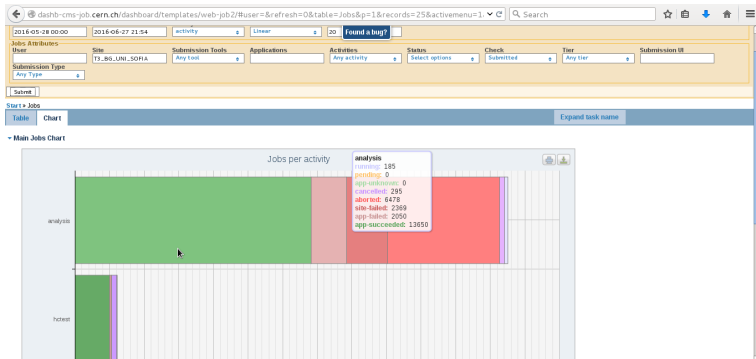 dashb-cms-job.cern.ch/dashboard/templates/web-job2/#user=&refresh=0&table=Jobs&p=1&records=25&activemenu=1
Search
2016-05-28 00:00 2016-06-27 21:54 activity Linear 20 Found a bug?
Jobs Attributes
User Site Submission Tools Applications Activities Status Check Tier Submission UI
T3_BG_UNI_SOFIA Any tool Any activity Select options Submitted Any tier
Submission Type
Any Type
Submit
Start » Jobs
Table Chart Expand task name
Main Jobs Chart
Jobs per activity
analysis
running: 185
pending: 0
app-unknown: 0
cancelled: 295
aborted: 6478
site-failed: 2369
app-failed: 2050
app-succeeded: 13650
analysis
hctest